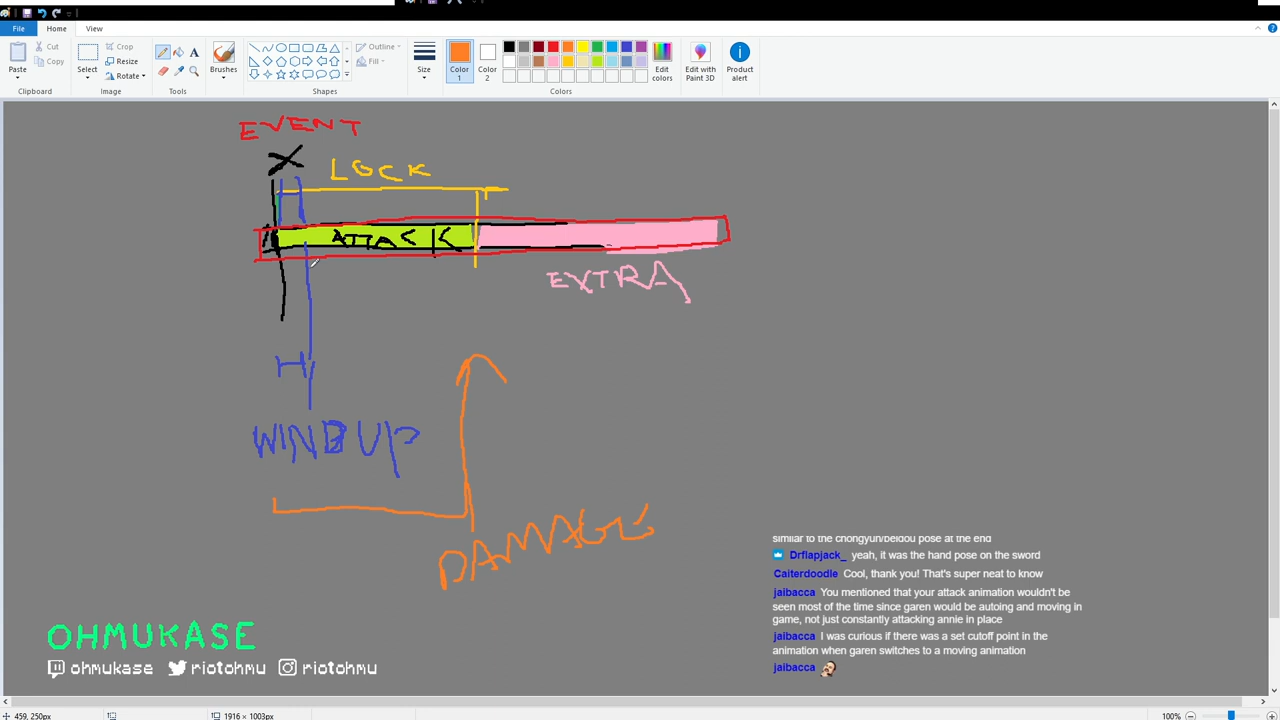 File Home View
Paste Cut Copy Clipboard
Select Crop Resize Rotate Image
Tools
Brushes
Outline Fill Shapes
Size
Color 1 Color 2 Edit colors Colors
Edit with Paint 3D
Product alert
EVENT
X
LOCK
H
ATTACK
EXTRA
H
WINDUP
DAMAGE
similar to the chongyun/beidou pose at the end
Drflapjack_ yeah, it was the hand pose on the sword
Caiterdoodle Cool, thank you! That's super neat to know
jaibacca You mentioned that your attack animation wouldn't be
seen most of the time since garen would be autoing and moving in
game, not just constantly attacking annie in place
jaibacca I was curious if there was a set cutoff point in the
animation when garen switches to a moving animation
jaibacca
OHMUKASE
ohmukase riotohmu riotohmu
459, 250px 1916 × 1003px 100%